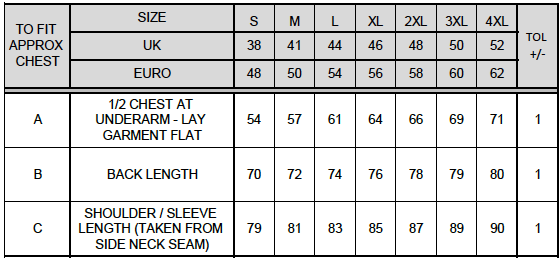 TO FIT APPROX CHEST SIZE S M L XL 2XL 3XL 4XL TOL +/-
UK 38 41 44 46 48 50 52
EURO 48 50 54 56 58 60 62
A 1/2 CHEST AT UNDERARM - LAY GARMENT FLAT 54 57 61 64 66 69 71 1
B BACK LENGTH 70 72 74 76 78 79 80 1
C SHOULDER / SLEEVE LENGTH (TAKEN FROM SIDE NECK SEAM) 79 81 83 85 87 89 90 1